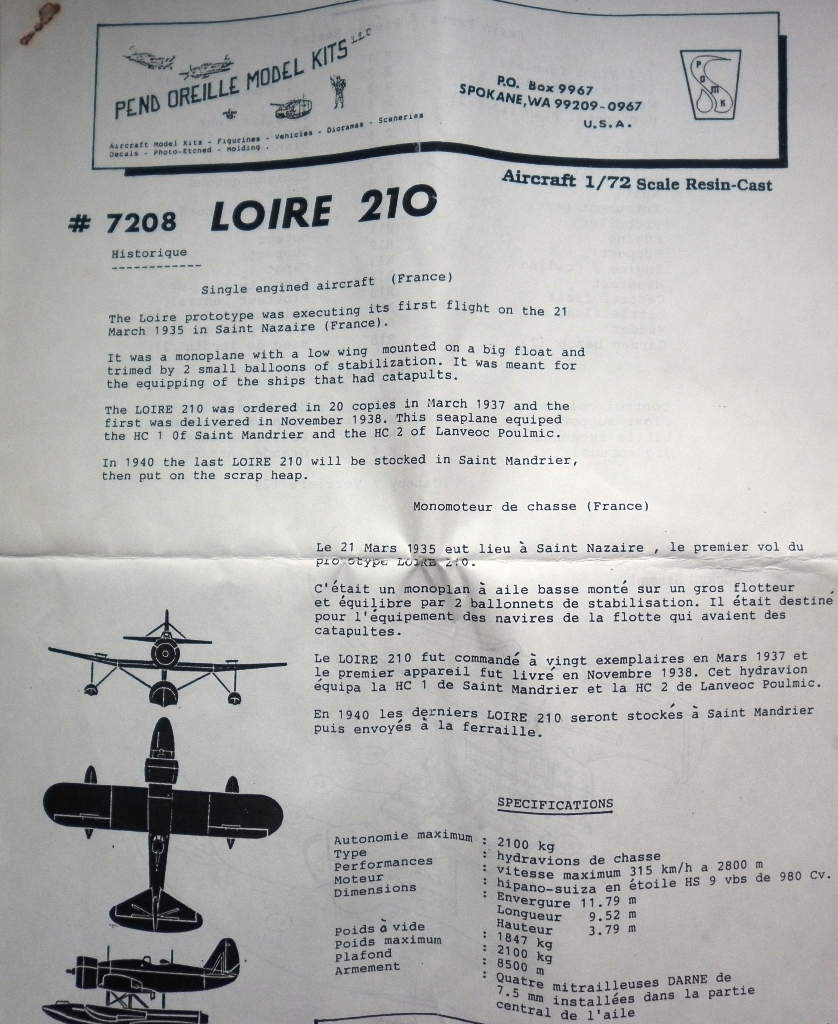 PEND OREILLE MODEL KITS LLC
Aircraft Model Kits - Figurines - Vehicles - Dioramas - Sceneries
Decals - Photo-Etched - Molding .
P.O. Box 9967
SPOKANE, WA 99209-0967
U.S.A.
P O M K
Aircraft 1/72 Scale Resin-Cast
# 7208 LOIRE 210
Historique
------------
Single engined aircraft (France)
The Loire prototype was executing its first flight on the 21
March 1935 in Saint Nazaire (France).
It was a monoplane with a low wing mounted on a big float and
trimed by 2 small balloons of stabilization. It was meant for
the equipping of the ships that had catapults.
The LOIRE 210 was ordered in 20 copies in March 1937 and the
first was delivered in November 1938. This seaplane equiped
the HC 1 Of Saint Mandrier and the HC 2 of Lanveoc Poulmic.
In 1940 the last LOIRE 210 will be stocked in Saint Mandrier,
then put on the scrap heap.
Monomoteur de chasse (France)
Le 21 Mars 1935 eut lieu à Saint Nazaire , le premier vol du
prototype LOIRE 210.
C'était un monoplan à aile basse monté sur un gros flotteur
et équilibre par 2 ballonnets de stabilisation. Il était destiné
pour l'équipement des navires de la flotte qui avaient des
catapultes.
Le LOIRE 210 fut commandé à vingt exemplaires en Mars 1937 et
le premier appareil fut livré en Novembre 1938. Cet hydravion
équipa la HC 1 de Saint Mandrier et la HC 2 de Lanveoc Poulmic.
En 1940 les derniers LOIRE 210 seront stockés à Saint Mandrier
puis envoyés à la ferraille.
SPECIFICATIONS
Autonomie maximum : 2100 kg
Type : hydravions de chasse
Performances : vitesse maximum 315 km/h a 2800 m
Moteur : hipano-suiza en étoile HS 9 vbs de 980 Cv.
Dimensions : Envergure 11.79 m
Longueur 9.52 m
Hauteur 3.79 m
Poids à vide : 1847 kg
Poids maximum : 2100 kg
Plafond : 8500 m
Armement : Quatre mitrailleuses DARNE de
7.5 mm installées dans la partie
central de l'aile